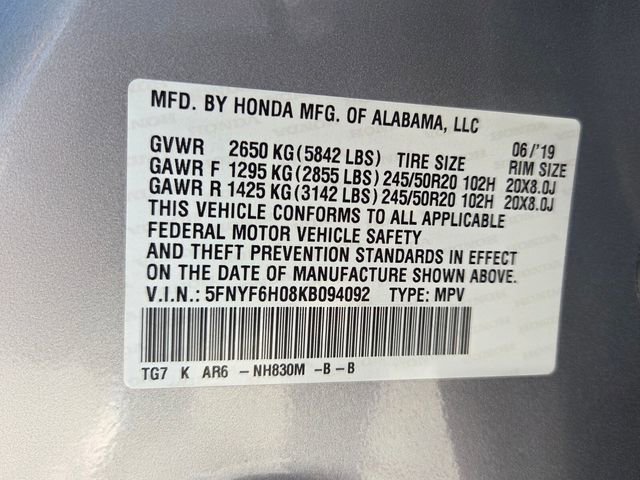 MFD. BY HONDA MFG. OF ALABAMA, LLC
GVWR 2650 KG(5842 LBS) TIRE SIZE 06/'19 RIM SIZE
GAWR F 1295 KG(2855 LBS) 245/50R20 102H 20X8.0J
GAWR R 1425 KG(3142 LBS) 245/50R20 102H 20X8.0J
THIS VEHICLE CONFORMS TO ALL APPLICABLE
FEDERAL MOTOR VEHICLE SAFETY
AND THEFT PREVENTION STANDARDS IN EFFECT
ON THE DATE OF MANUFACTURE SHOWN ABOVE.
V.I.N.: 5FNYF6H08KB094092 TYPE: MPV
TG7 K AR6 -NH830M -B-B